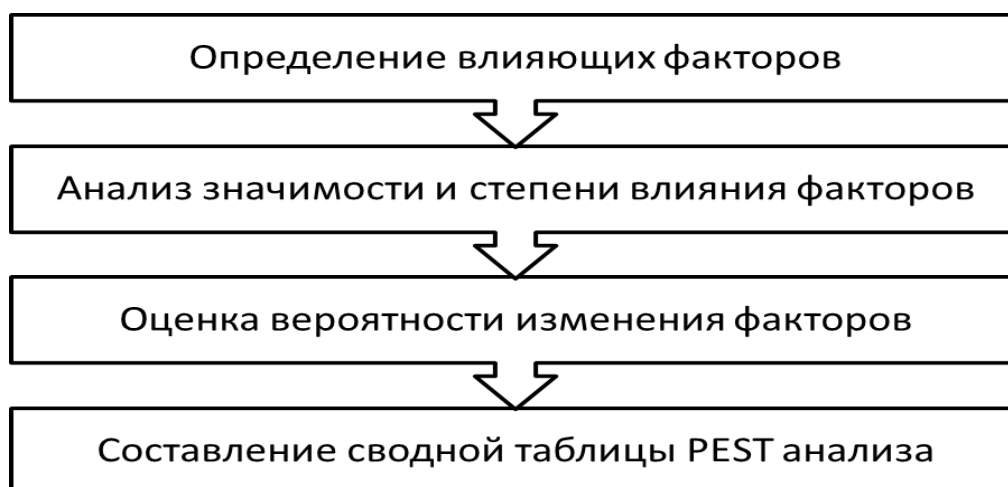 Определение влияющих факторов
Анализ значимости и степени влияния факторов
Оценка вероятности изменения факторов
Составление сводной таблицы PEST анализа